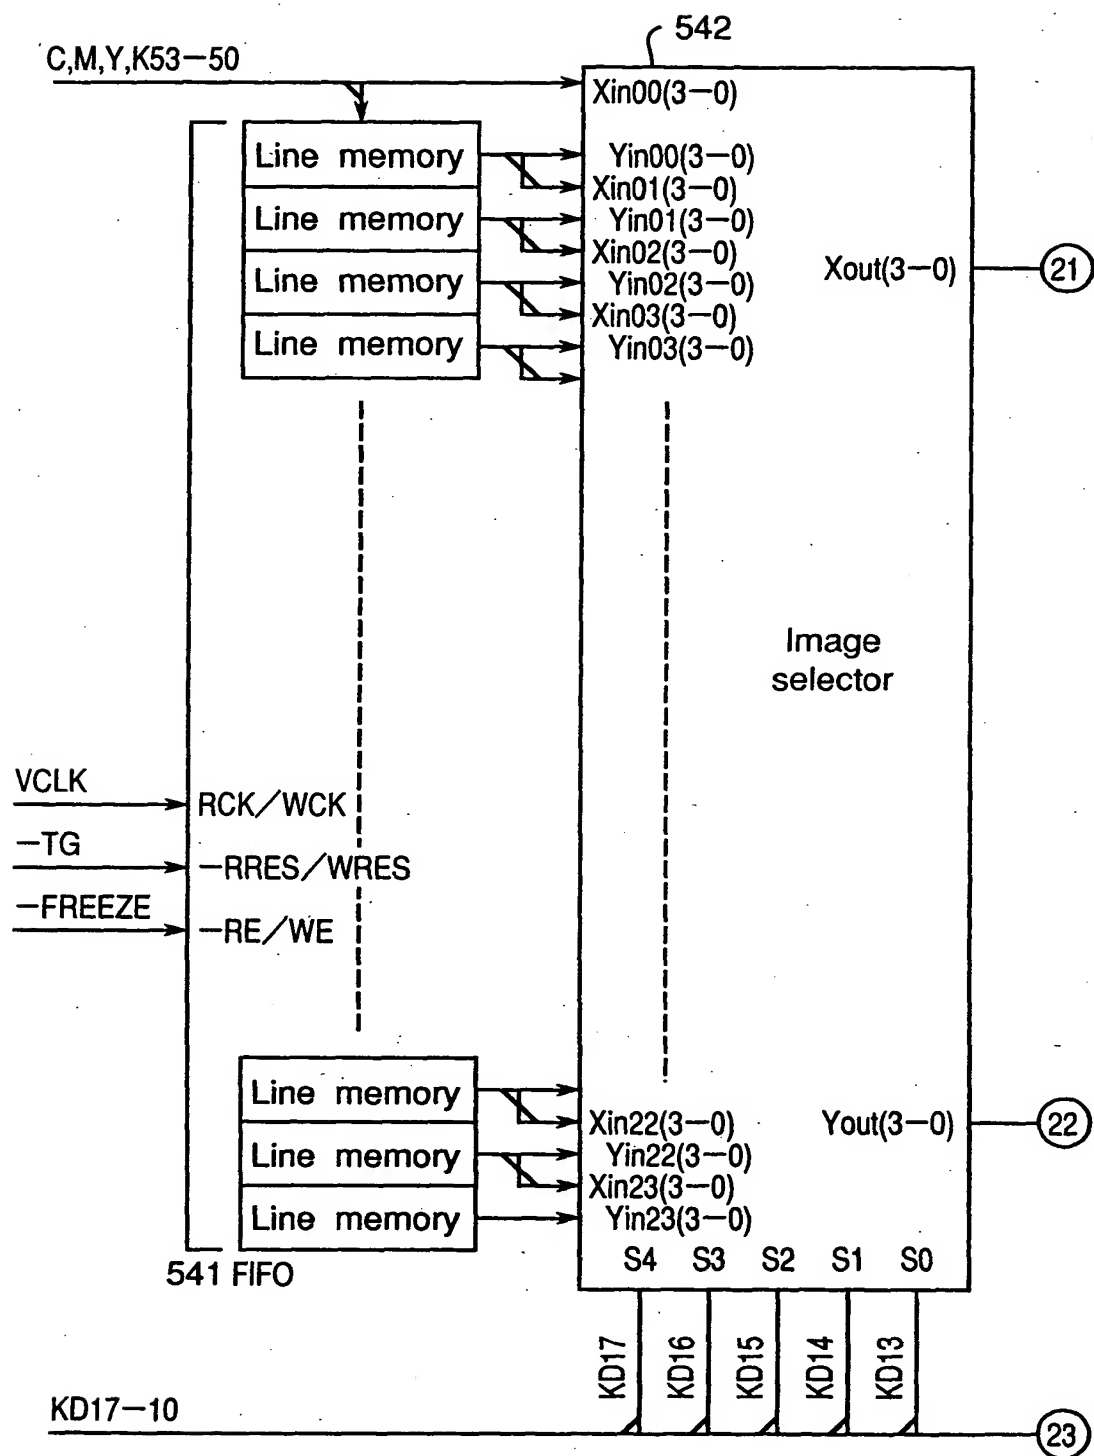 542
C,M,Y,K53−50
Xin00(3−0)
Line memory
Yin00(3−0)
Xin01(3−0)
Line memory
Yin01(3−0)
Xin02(3−0)
Line memory
Yin02(3−0)
Xin03(3−0)
Line memory
Yin03(3−0)
Xout(3−0)
21
Image
selector
VCLK
RCK/WCK
−TG
−RRES/WRES
−FREEZE
−RE/WE
Line memory
Xin22(3−0)
Line memory
Yin22(3−0)
Xin23(3−0)
Line memory
Yin23(3−0)
Yout(3−0)
22
541 FIFO
S4 S3 S2 S1 S0
KD17 KD16 KD15 KD14 KD13
KD17−10
23